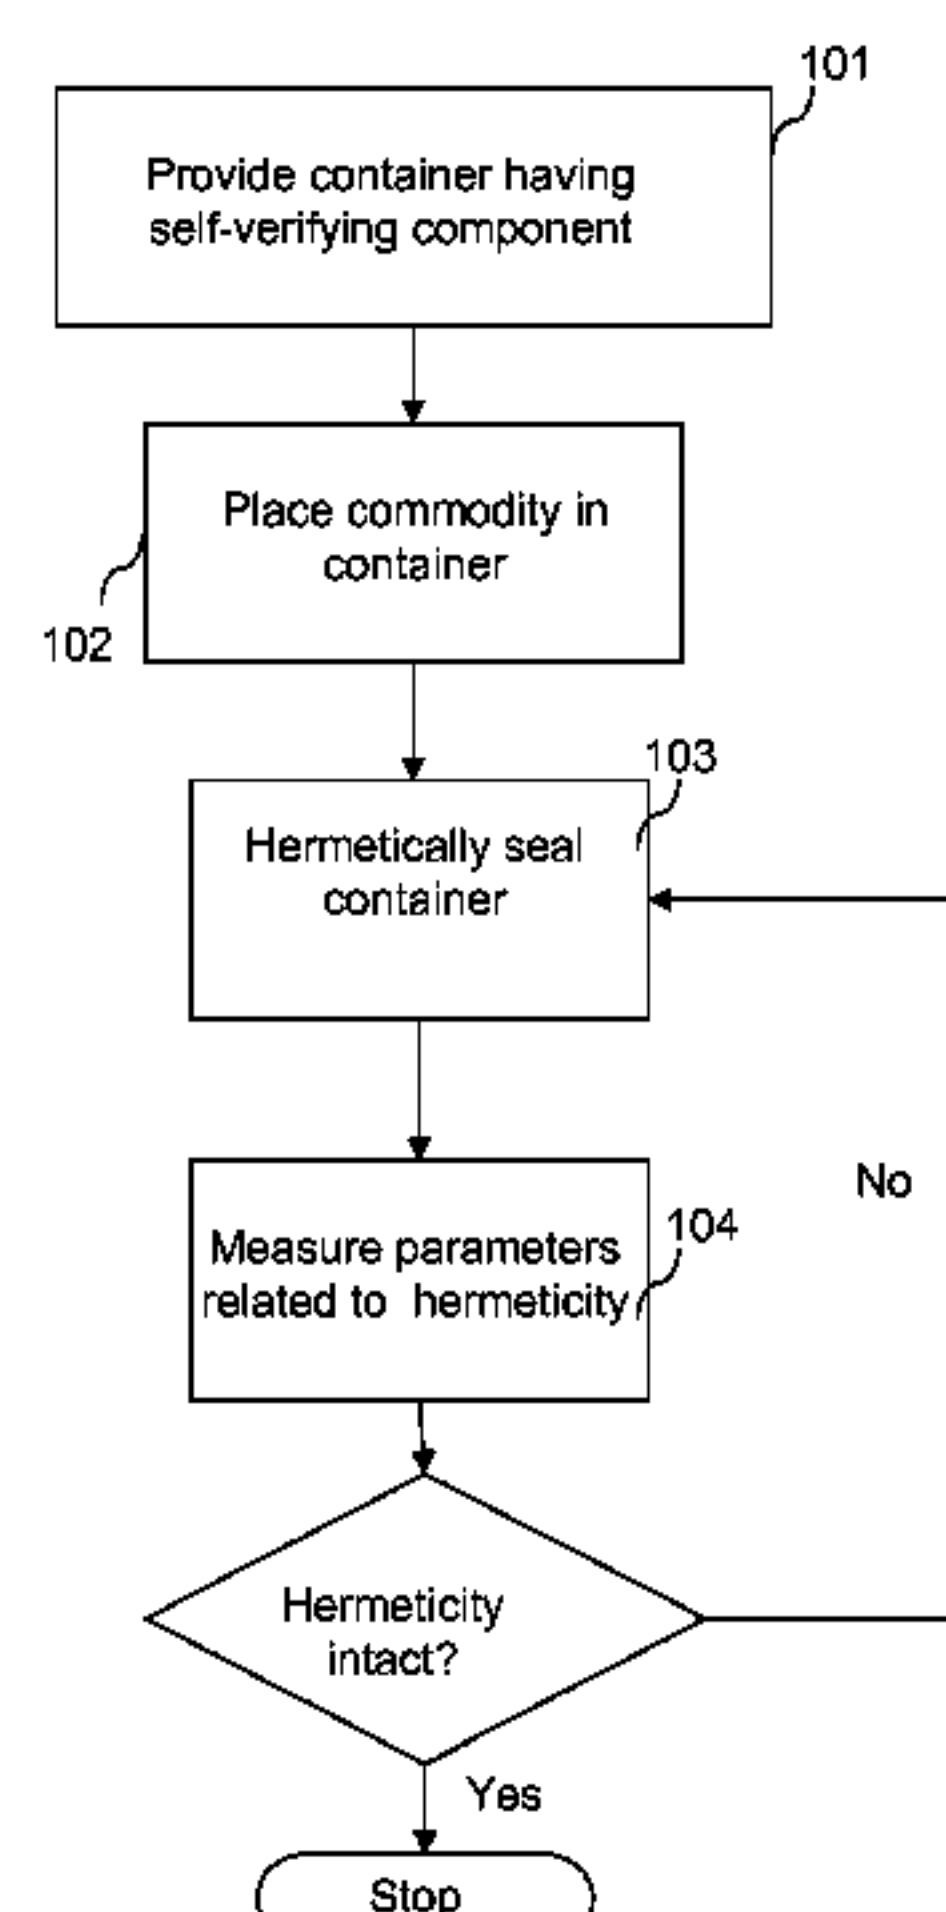 101
Provide container having
self-verifying component
Place commodity in
container
102
103
Hermetically seal
container
No
104
Measure parameters
related to hermeticity
Hermeticity
intact?
Yes
Stop